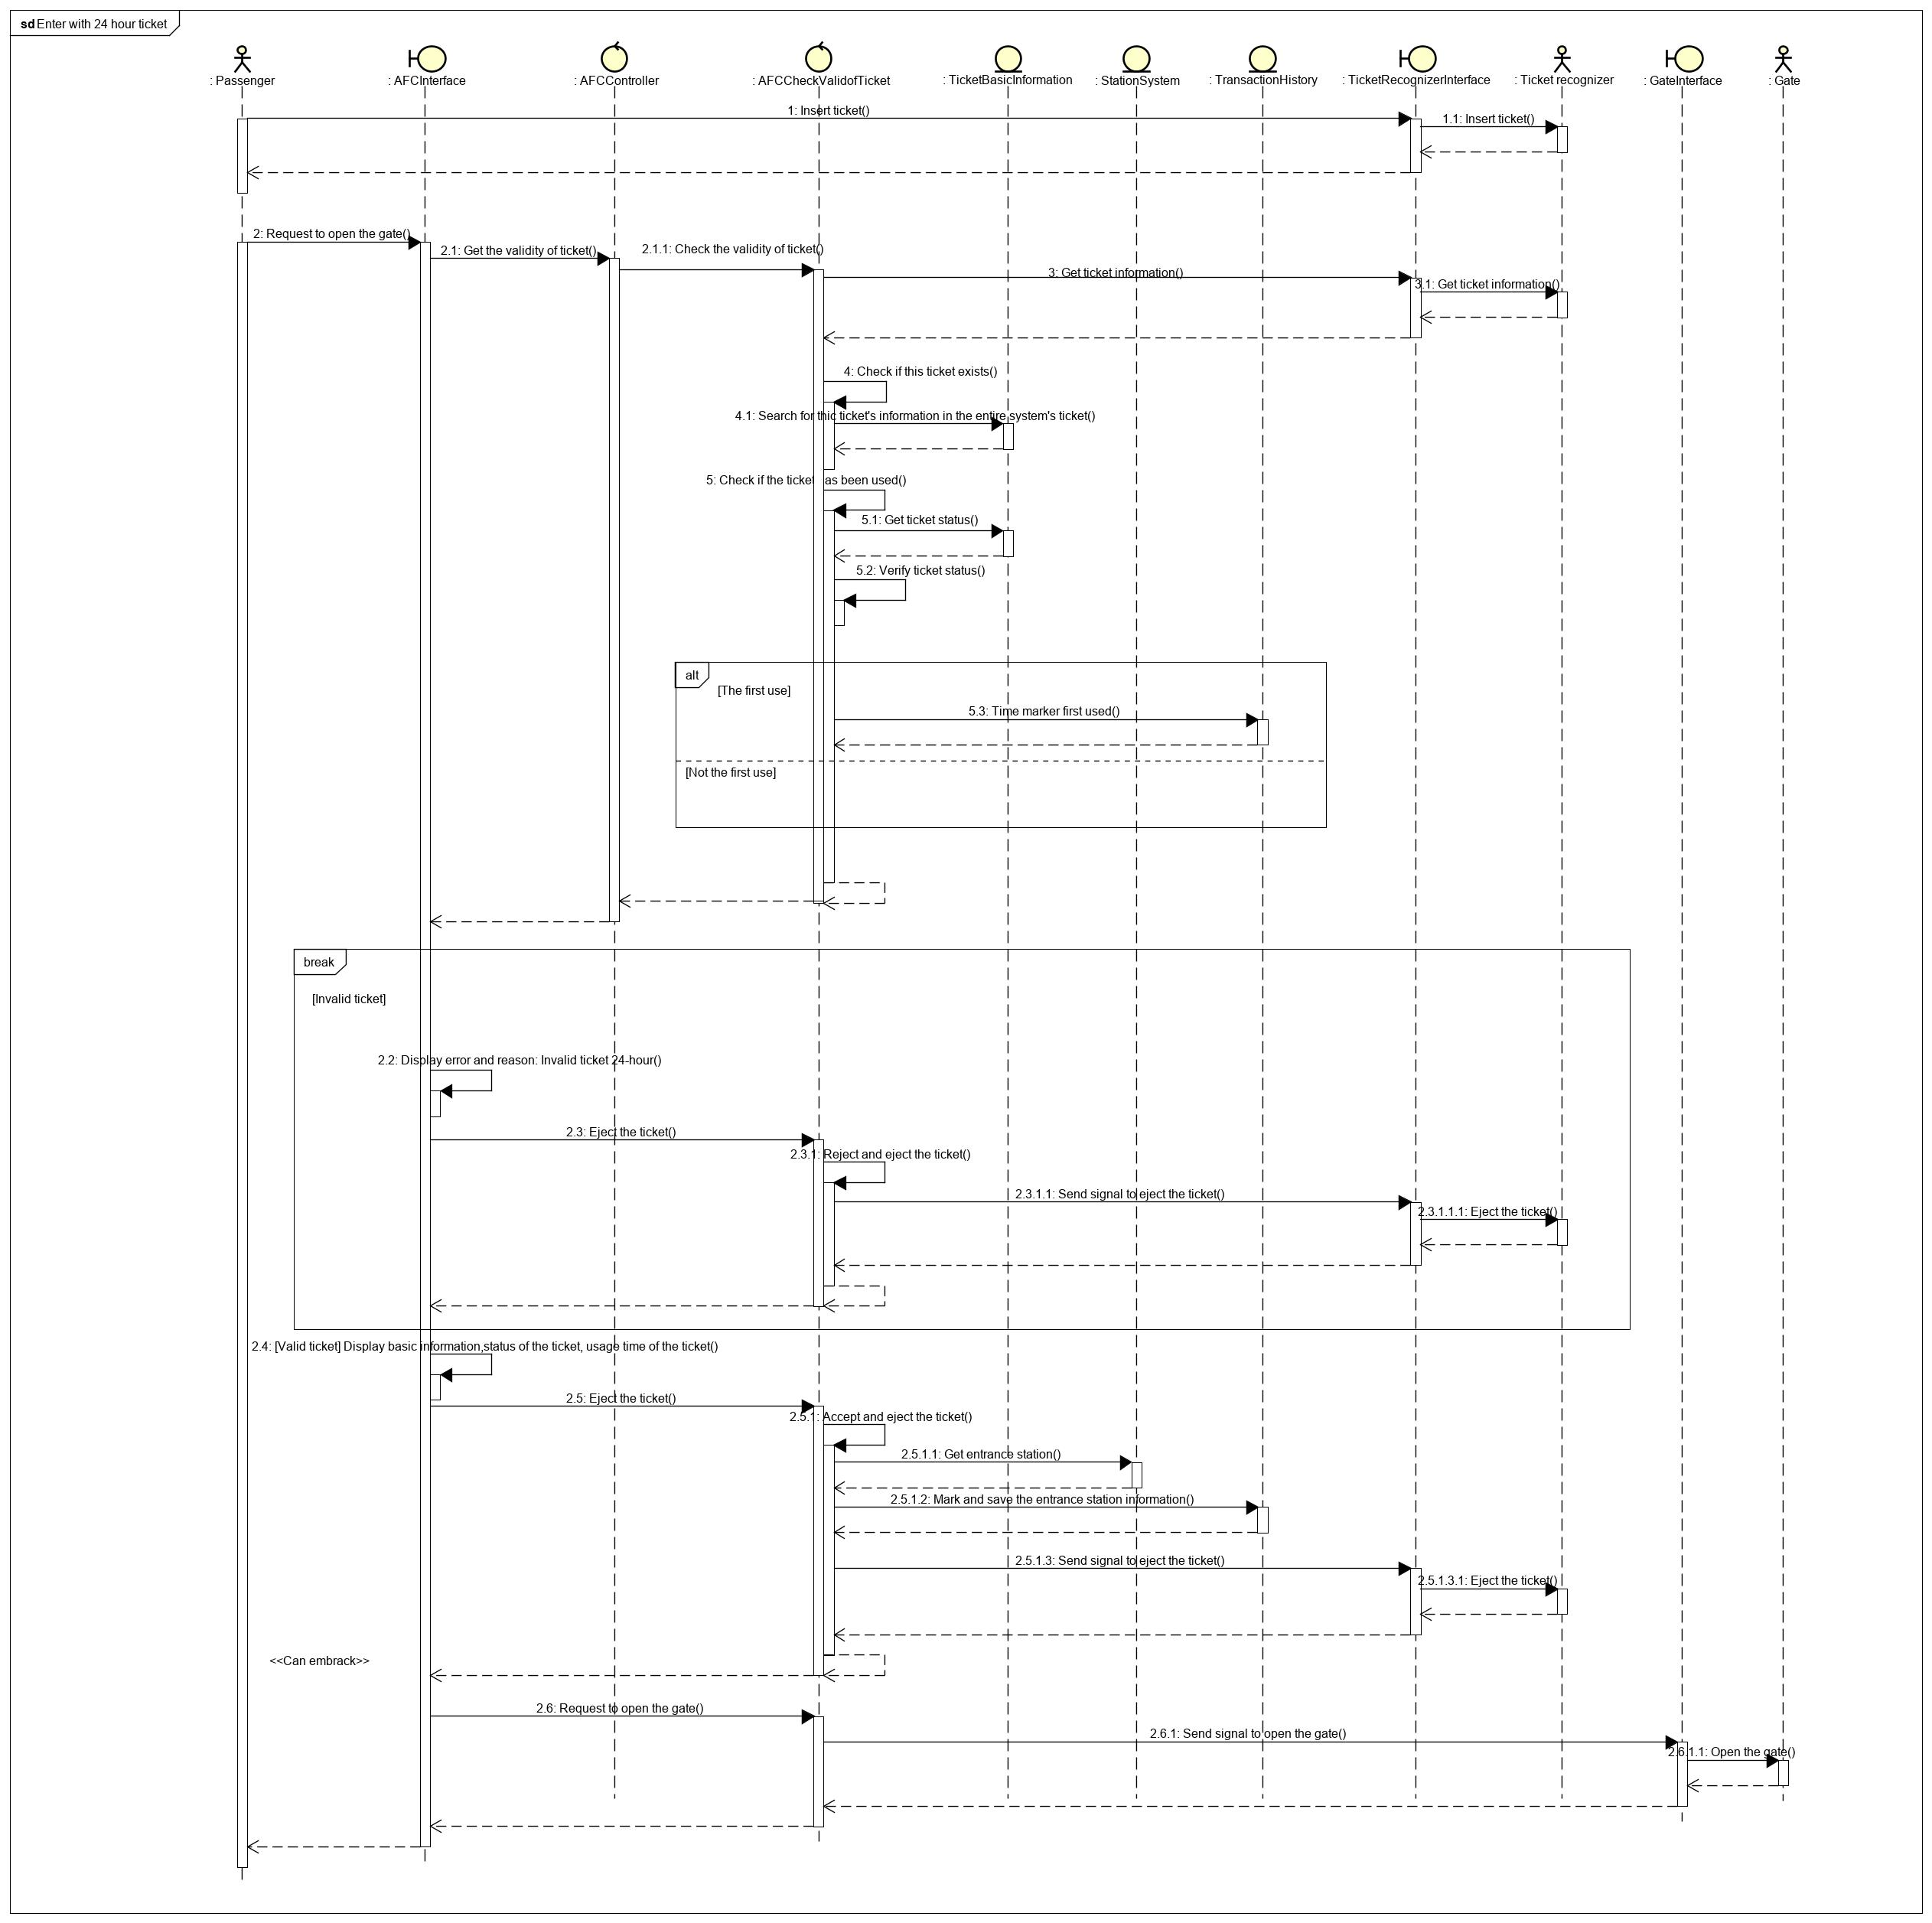 sd Enter with 24 hour ticket
: Passenger
: AFCInterface
: AFCController
: AFCCheckValidofTicket
: TicketBasicInformation
: StationSystem
: TransactionHistory
: TicketRecognizerInterface
: Ticket recognizer
: GateInterface
: Gate
1: Insert ticket()
1.1: Insert ticket()
2: Request to open the gate()
2.1: Get the validity of ticket()
2.1.1: Check the validity of ticket()
3: Get ticket information()
3.1: Get ticket information()
4: Check if this ticket exists()
4.1: Search for thic ticket's information in the entire system's ticket()
5: Check if the ticket as been used()
5.1: Get ticket status()
5.2: Verify ticket status()
alt
[The first use]
5.3: Time marker first used()
[Not the first use]
break
[Invalid ticket]
2.2: Display error and reason: Invalid ticket 24-hour()
2.3: Eject the ticket()
2.3.1: Reject and eject the ticket()
2.3.1.1: Send signal to eject the ticket()
2.3.1.1.1: Eject the ticket()
2.4: [Valid ticket] Display basic information,status of the ticket, usage time of the ticket()
2.5: Eject the ticket()
2.5.1: Accept and eject the ticket()
2.5.1.1: Get entrance station()
2.5.1.2: Mark and save the entrance station information()
2.5.1.3: Send signal to eject the ticket()
2.5.1.3.1: Eject the ticket()
<<Can embrack>>
2.6: Request to open the gate()
2.6.1: Send signal to open the gate()
2.6.1.1: Open the gate()